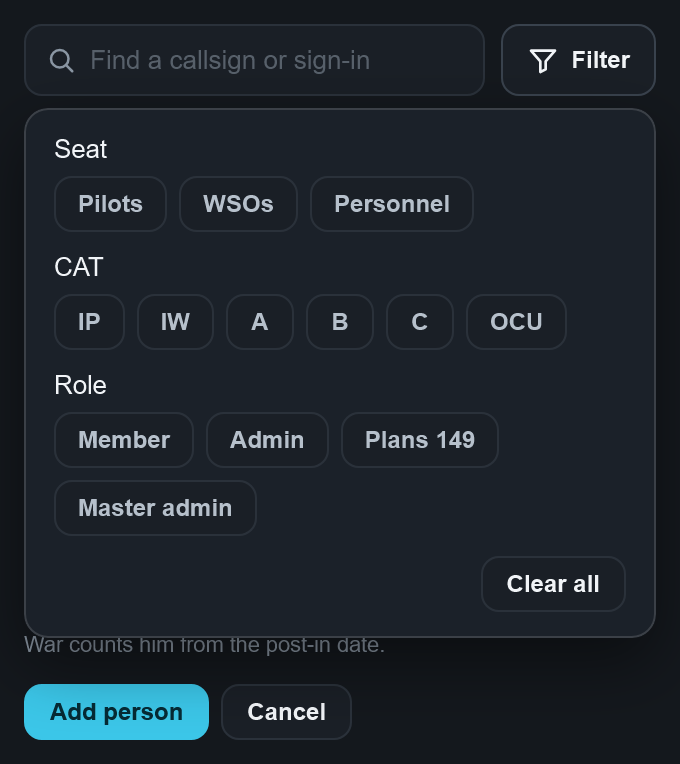 Find a callsign or sign-in
Filter
Seat
Pilots WSOs Personnel
CAT
IP IW A B C OCU
Role
Member Admin Plans 149
Master admin
Clear all
War counts him from the post-in date.
Add person Cancel